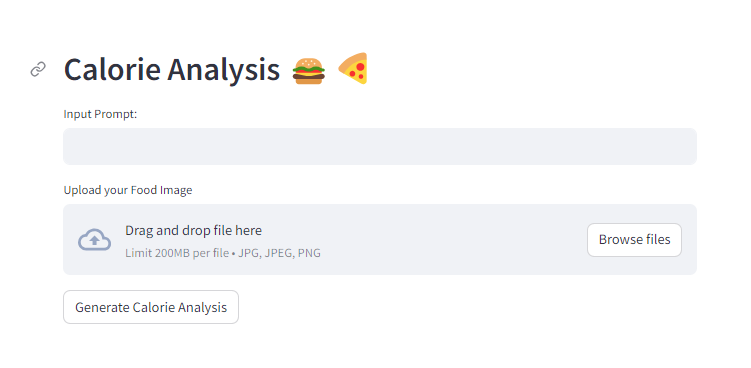 Calorie Analysis 🍔 🍕
Input Prompt:
Upload your Food Image
Drag and drop file here
Limit 200MB per file • JPG, JPEG, PNG
Browse files
Generate Calorie Analysis